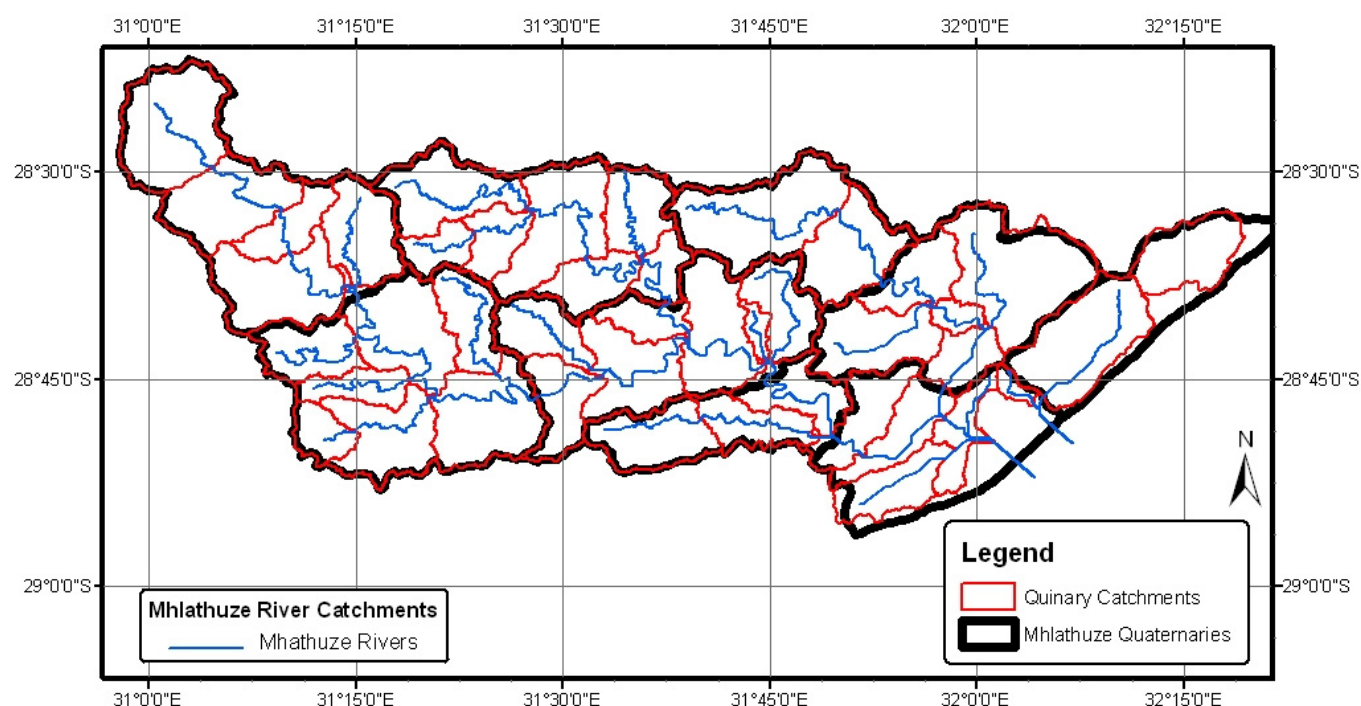 31°0'0"E 31°15'0"E 31°30'0"E 31°45'0"E 32°0'0"E 32°15'0"E
28°30'0"S 28°30'0"S
28°45'0"S 28°45'0"S
N
29°0'0"S 29°0'0"S
Legend
Quinary Catchments
Mhlathuze Quaternaries
Mhlathuze River Catchments
Mhathuze Rivers
31°0'0"E 31°15'0"E 31°30'0"E 31°45'0"E 32°0'0"E 32°15'0"E